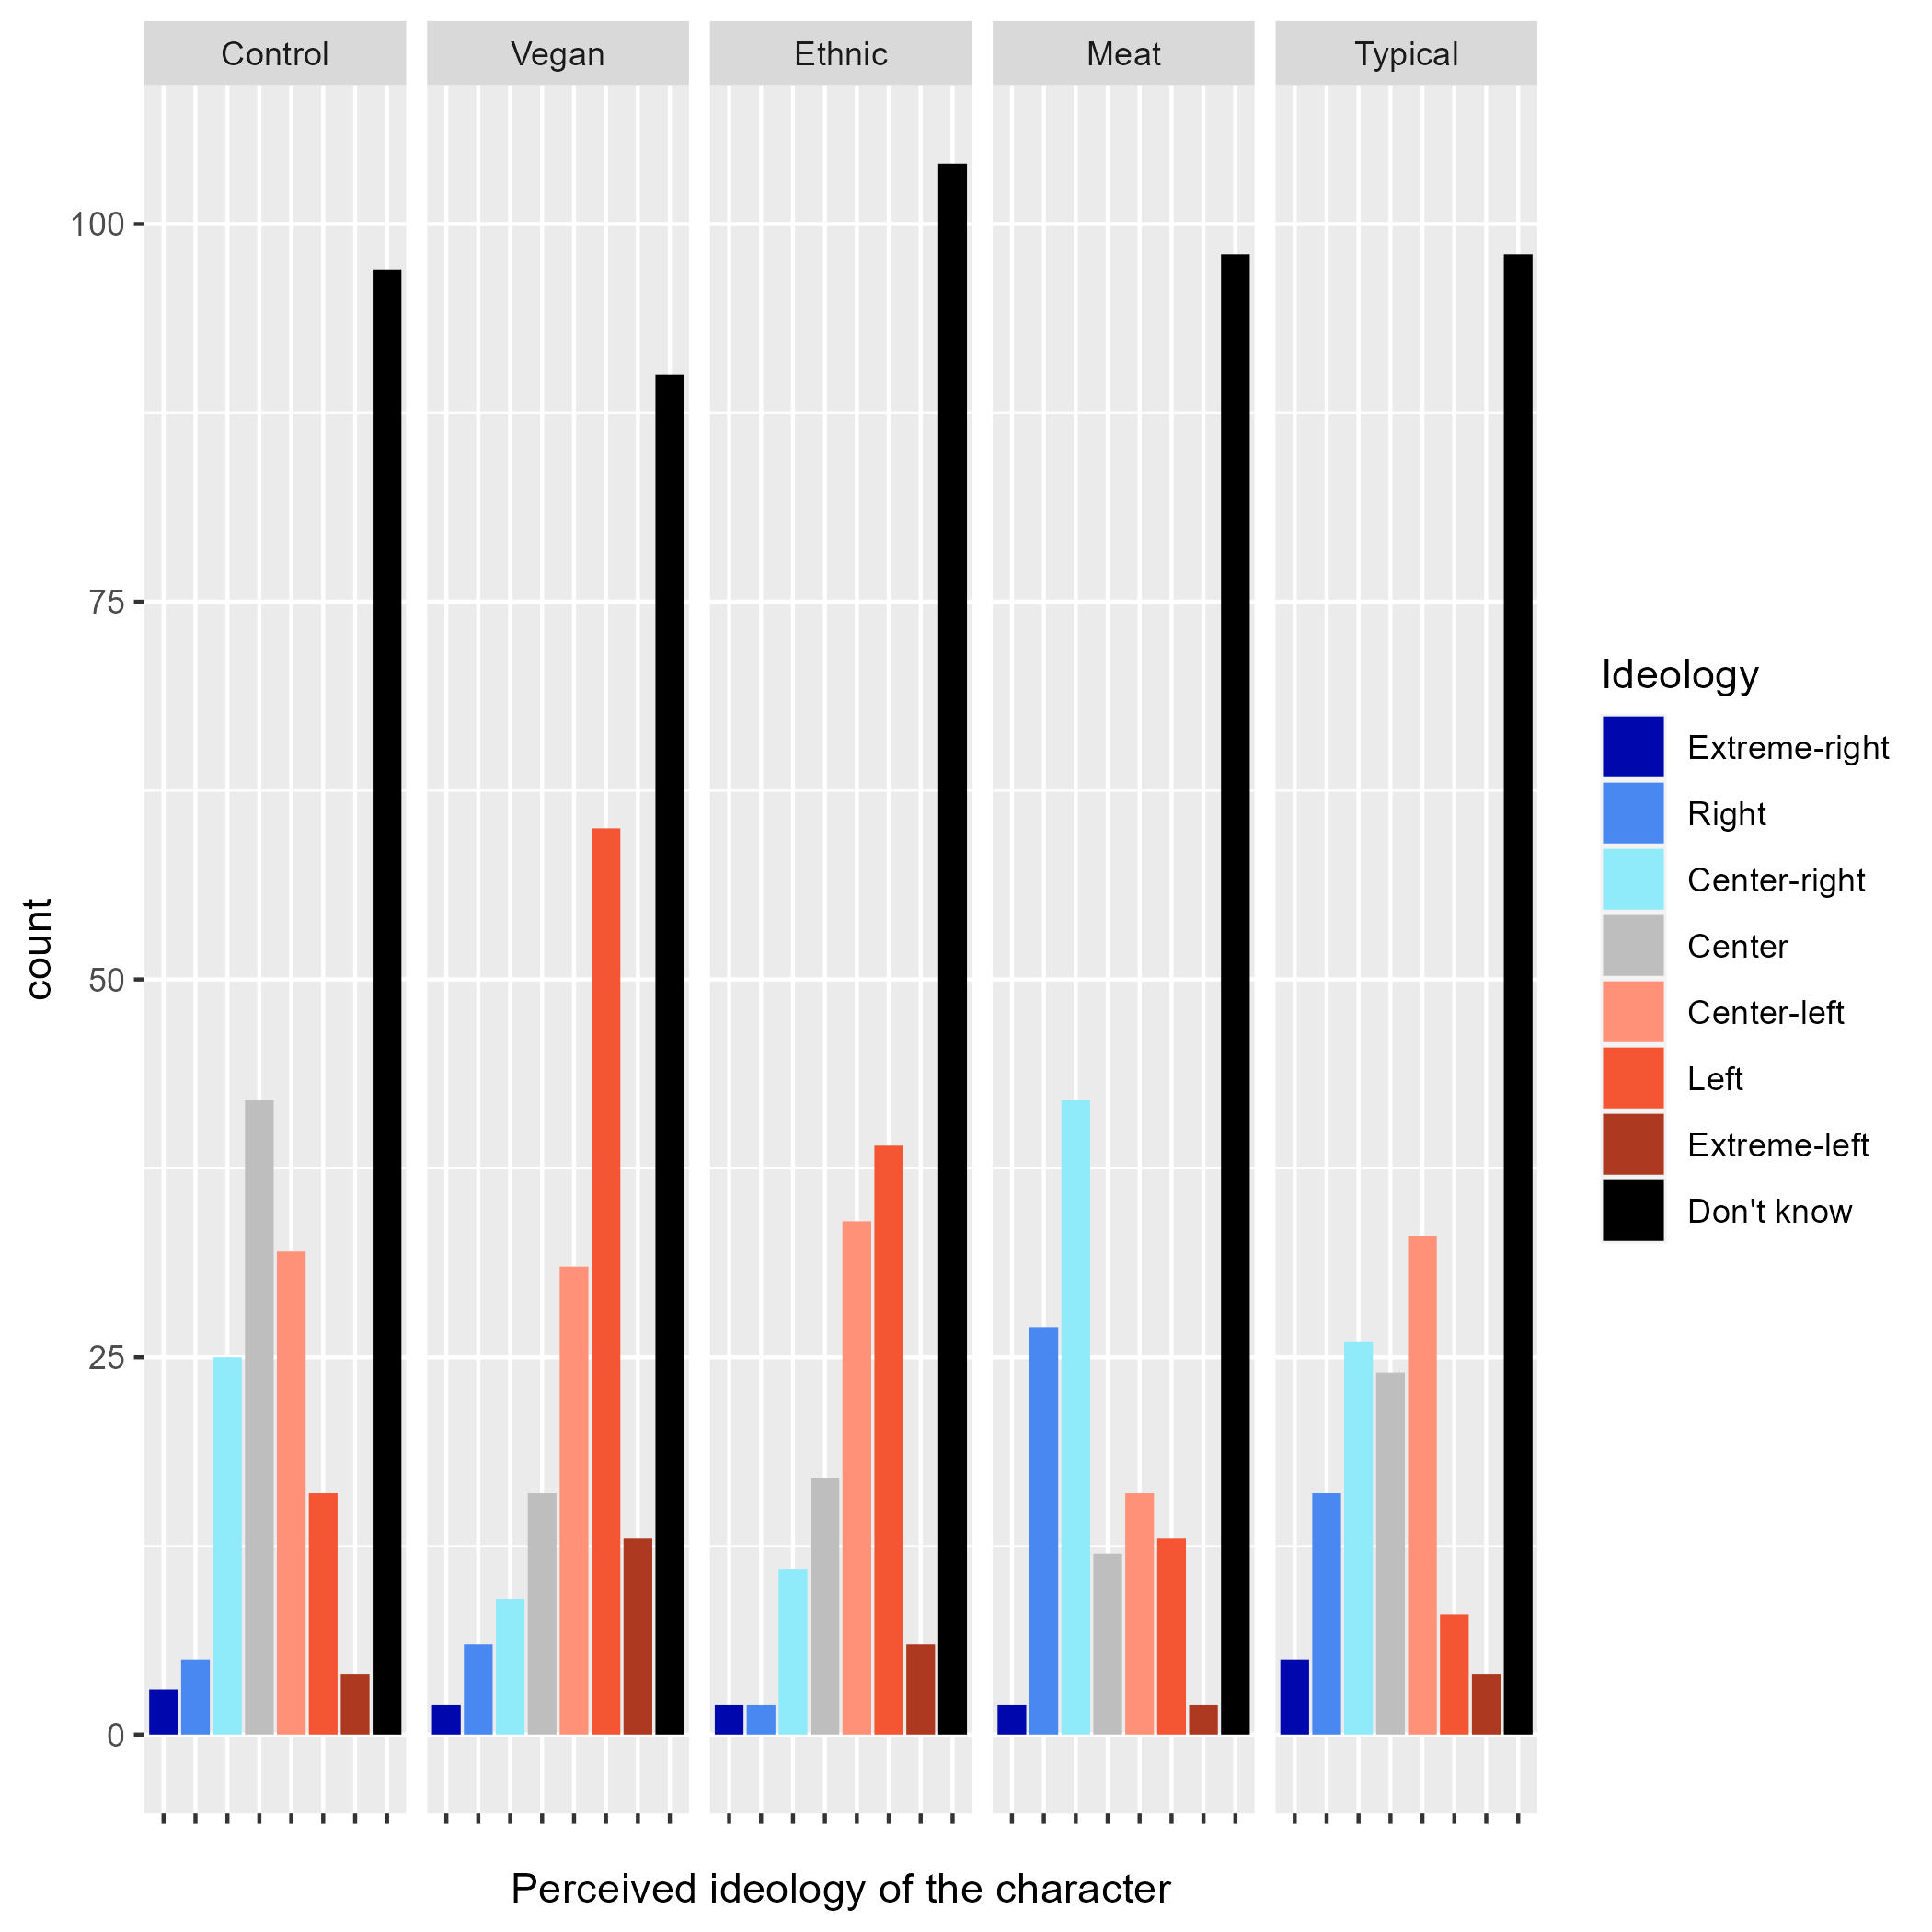 Control
Vegan
Ethnic
Meat
Typical
100
75
50
25
0
count
Perceived ideology of the character
Ideology
Extreme-right
Right
Center-right
Center
Center-left
Left
Extreme-left
Don't know